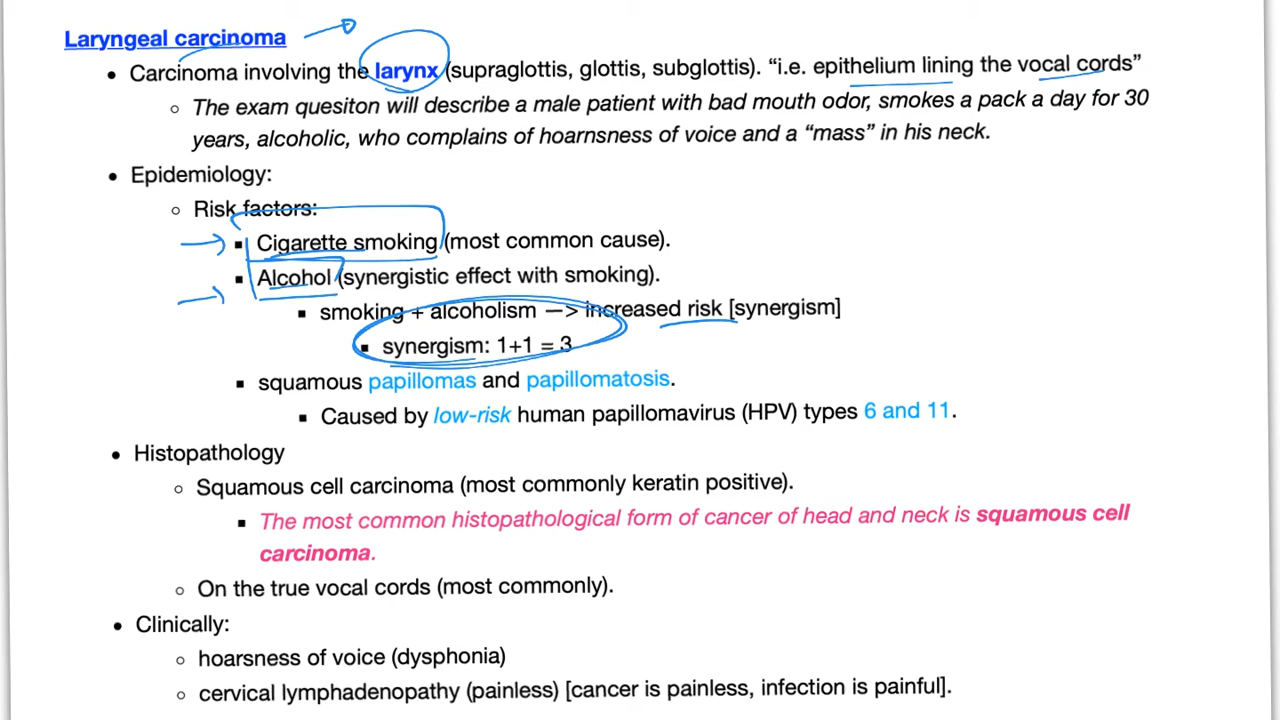 Laryngeal carcinoma
• Carcinoma involving the larynx (supraglottis, glottis, subglottis). “i.e. epithelium lining the vocal cords”
○ The exam quesiton will describe a male patient with bad mouth odor, smokes a pack a day for 30
years, alcoholic, who complains of hoarnsness of voice and a “mass” in his neck.
• Epidemiology:
○ Risk factors:
▪ Cigarette smoking (most common cause).
▪ Alcohol (synergistic effect with smoking).
▪ smoking + alcoholism —> increased risk [synergism]
▪ synergism: 1+1 = 3
▪ squamous papillomas and papillomatosis.
▪ Caused by low-risk human papillomavirus (HPV) types 6 and 11.
• Histopathology
○ Squamous cell carcinoma (most commonly keratin positive).
▪ The most common histopathological form of cancer of head and neck is squamous cell
carcinoma.
○ On the true vocal cords (most commonly).
• Clinically:
○ hoarsness of voice (dysphonia)
○ cervical lymphadenopathy (painless) [cancer is painless, infection is painful].